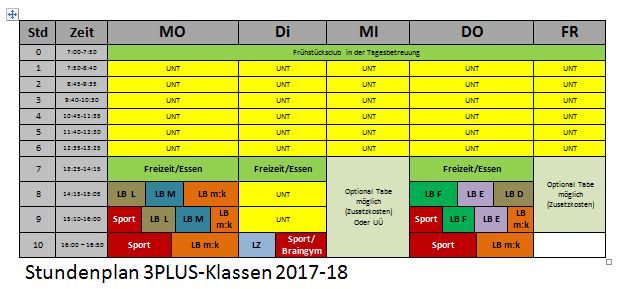 Std Zeit MO Di MI DO FR
0 7:00-7:50 Frühstücksclub in der Tagesbetreuung
1 7:50-8:40 UNT UNT UNT UNT UNT
2 8:45-9:35 UNT UNT UNT UNT UNT
3 9:40-10:30 UNT UNT UNT UNT UNT
4 10:45-11:35 UNT UNT UNT UNT UNT
5 11:40-12:30 UNT UNT UNT UNT UNT
6 12:35-13:25 UNT UNT UNT UNT UNT
7 13:25-14:15 Freizeit/Essen Freizeit/Essen Freizeit/Essen
8 14:15-15:05 LB L LB M LB m:k UNT LB F LB E LB D
Optional Tabe
möglich
(Zusatzkosten)
Oder UÜ
Optional Tabe
möglich
(Zusatzkosten)
9 15:10-16:00 Sport LB L LB M LB m:k UNT Sport LB F LB E LB m:k
10 16:00 –16:50 Sport LB m:k LZ Sport/Braingym Sport LB m:k
Stundenplan 3PLUS-Klassen 2017-18